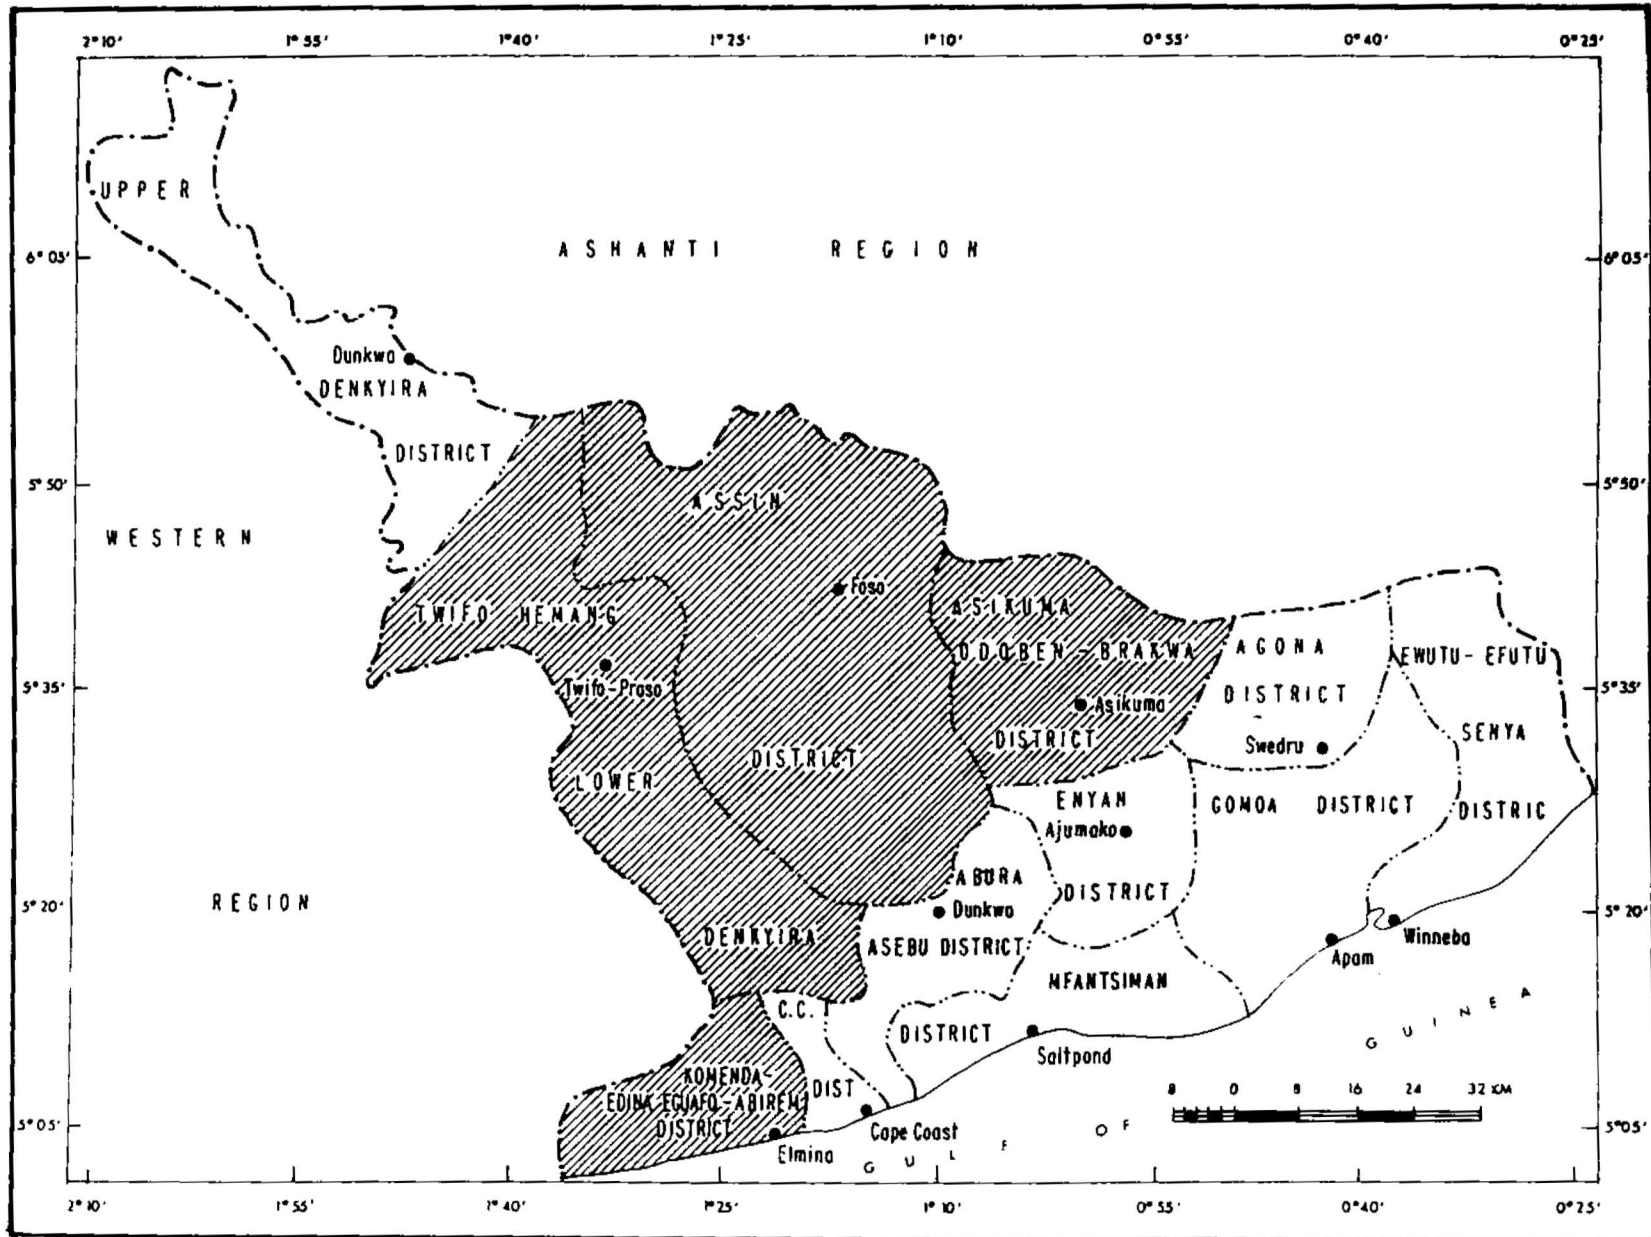 2°10' 1°55' 1°40' 1°25' 1°10' 0°55' 0°40' 0°25'
UPPER
ASHANTI REGION
6°05' 6°05'
Dunkwa
DENKYIRA
DISTRICT
5°50' 5°50'
ASSIN
WESTERN
Foso
TWIFO HEMANG
ASIKUMA
ODOBEN-BRAKWA
AGONA
EWUTU-EFUTU
5°35' 5°35'
Twifo-Praso
Asikuma
DISTRICT
DISTRICT
SENYA
Swedru
DISTRICT
LOWER
ENYAN
GOMOA DISTRICT
DISTRIC
Ajumako
ABURA
DISTRICT
REGION
5°20' 5°20'
Dunkwa
DENKYIRA
ASEBU DISTRICT
Winneba
Apam
MFANTSIMAN
C.C.
DISTRICT
Saltpond
GULF OF GUINEA
KOMENDA-
EDINA EGUAFO-ABIREM
DISTRICT
DIST
8 0 8 16 24 32 KM
5°05' 5°05'
Cape Coast
Elmina
2°10' 1°55' 1°40' 1°25' 1°10' 0°55' 0°40' 0°25'